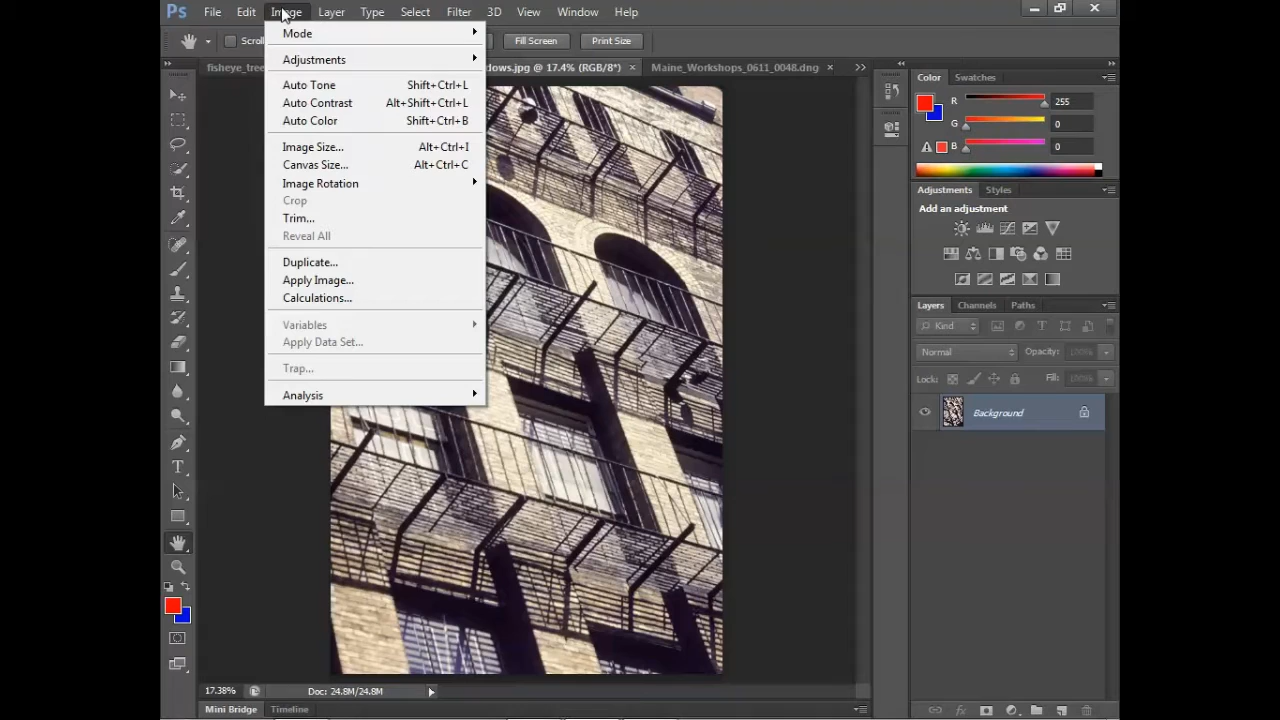 Ps File Edit Image Layer Type Select Filter 3D View Window Help
Scroll Fill Screen Print Size
fisheye_tree dows.jpg @ 17.4% (RGB/8*) × Maine_Workshops_0611_0048.dng ×
Mode
Adjustments
Auto Tone Shift+Ctrl+L
Auto Contrast Alt+Shift+Ctrl+L
Auto Color Shift+Ctrl+B
Image Size... Alt+Ctrl+I
Canvas Size... Alt+Ctrl+C
Image Rotation
Crop
Trim...
Reveal All
Duplicate...
Apply Image...
Calculations...
Variables
Apply Data Set...
Trap...
Analysis
Color Swatches
R 255
G 0
B 0
Adjustments Styles
Add an adjustment
Layers Channels Paths
Kind
Normal Opacity: 100%
Lock: Fill: 100%
Background
17.38% Doc: 24.8M/24.8M
Mini Bridge Timeline